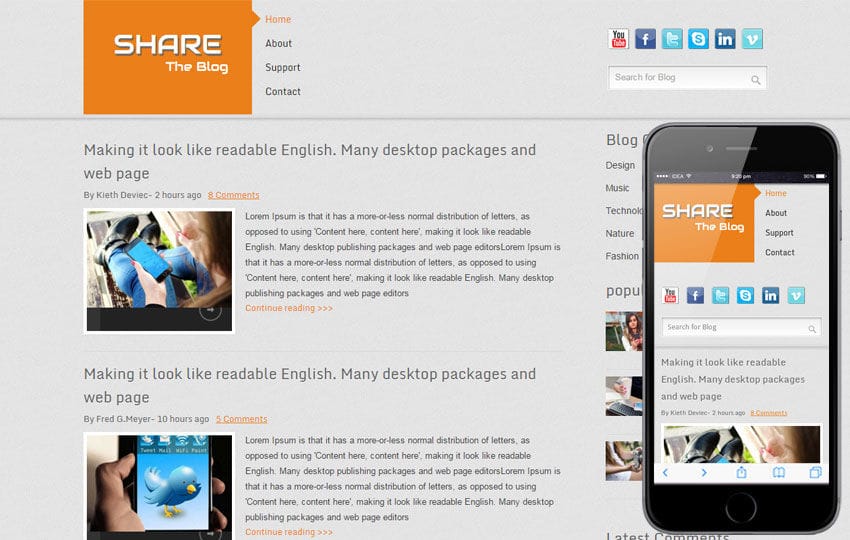 SHARE
The Blog
Home
About
Support
Contact
You
Tube
Search for Blog
Making it look like readable English. Many desktop packages and
web page
By Kieth Deviec- 2 hours ago 8 Comments
Lorem Ipsum is that it has a more-or-less normal distribution of letters, as
opposed to using 'Content here, content here', making it look like readable
English. Many desktop publishing packages and web page editorsLorem Ipsum is
that it has a more-or-less normal distribution of letters, as opposed to using
'Content here, content here', making it look like readable English. Many desktop
publishing packages and web page editors
Continue reading >>>
Making it look like readable English. Many desktop packages and
web page
By Fred G.Meyer- 10 hours ago 5 Comments
Tweet Mail WiFi Point
Lorem Ipsum is that it has a more-or-less normal distribution of letters, as
opposed to using 'Content here, content here', making it look like readable
English. Many desktop publishing packages and web page editorsLorem Ipsum is
that it has a more-or-less normal distribution of letters, as opposed to using
'Content here, content here', making it look like readable English. Many desktop
publishing packages and web page editors
Continue reading >>>
Blog
Design
Music
Technolo
Nature
Fashion
popul
Latest Comments
IDEA 9:20 pm 90%
SHARE
The Blog
Home
About
Support
Contact
You
Tube
Search for Blog
Making it look like readable
English. Many desktop packages and
web page
By Kieth Deviec- 2 hours ago 8 Comments